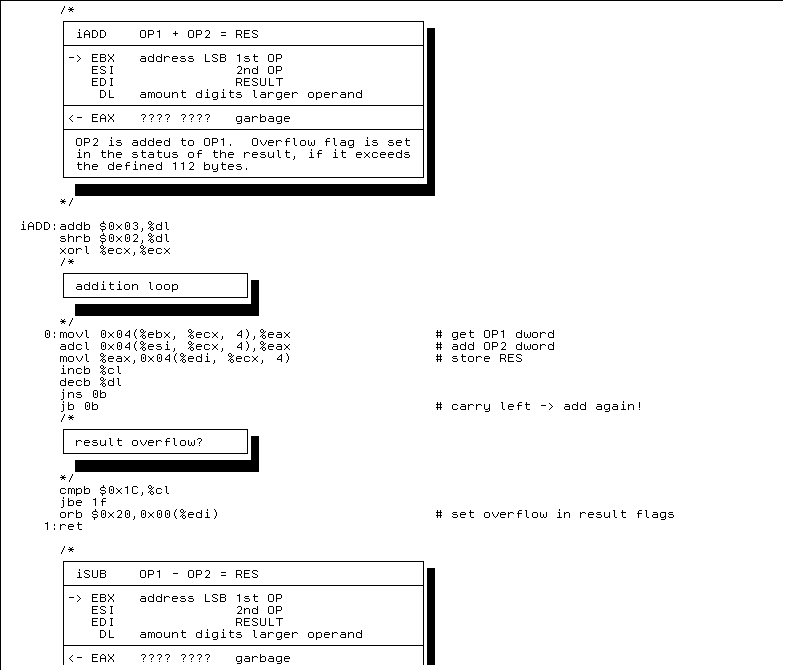 /*
iADD    OP1 + OP2 = RES
-> EBX   address LSB 1st OP
ESI               2nd OP
EDI               RESULT
DL   amount digits larger operand
<- EAX   ???? ????   garbage
OP2 is added to OP1.  Overflow flag is set
in the status of the result, if it exceeds
the defined 112 bytes.
*/
iADD:addb $0x03,%dl
shrb $0x02,%dl
xorl %ecx,%ecx
/*
addition loop
*/
0:movl 0x04(%ebx, %ecx, 4),%eax                  # get OP1 dword
adcl 0x04(%esi, %ecx, 4),%eax                  # add OP2 dword
movl %eax,0x04(%edi, %ecx, 4)                  # store RES
incb %cl
decb %dl
jns 0b
jb 0b                                          # carry left -> add again!
/*
result overflow?
*/
cmpb $0x1C,%cl
jbe 1f
orb $0x20,0x00(%edi)                           # set overflow in result flags
1:ret
/*
iSUB    OP1 - OP2 = RES
-> EBX   address LSB 1st OP
ESI               2nd OP
EDI               RESULT
DL   amount digits larger operand
<- EAX   ???? ????   garbage